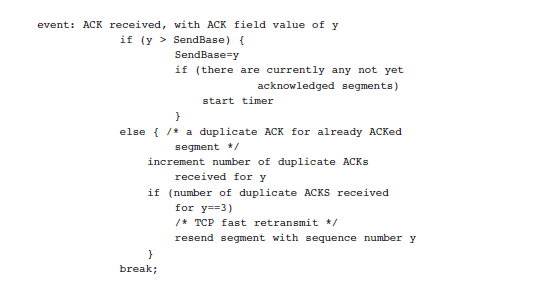 event: ACK received, with ACK field value of y
if (y > SendBase) {
SendBase=y
if (there are currently any not yet
acknowledged segments)
start timer
}
else { /* a duplicate ACK for already ACKed
segment */
increment number of duplicate ACKs
received for y
if (number of duplicate ACKS received
for y==3)
/* TCP fast retransmit */
resend segment with sequence number y
}
break;